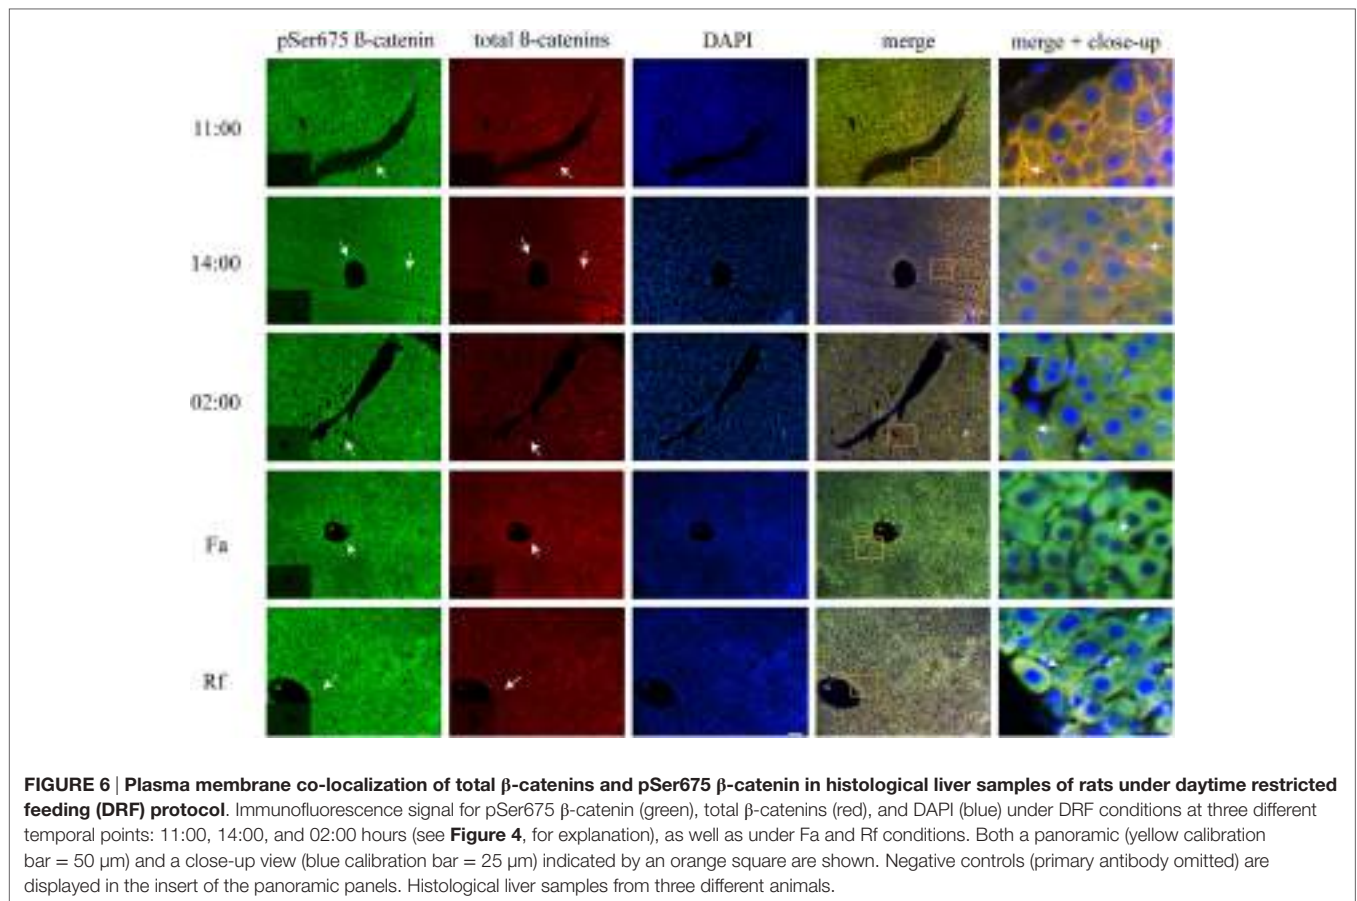 pSer675 ß-catenin total ß-catenins DAPI merge merge + close-up
11:00
14:00
02:00
Fa
Rf
FIGURE 6 | Plasma membrane co-localization of total β-catenins and pSer675 β-catenin in histological liver samples of rats under daytime restricted
feeding (DRF) protocol. Immunofluorescence signal for pSer675 β-catenin (green), total β-catenins (red), and DAPI (blue) under DRF conditions at three different
temporal points: 11:00, 14:00, and 02:00 hours (see Figure 4, for explanation), as well as under Fa and Rf conditions. Both a panoramic (yellow calibration
bar = 50 μm) and a close-up view (blue calibration bar = 25 μm) indicated by an orange square are shown. Negative controls (primary antibody omitted) are
displayed in the insert of the panoramic panels. Histological liver samples from three different animals.